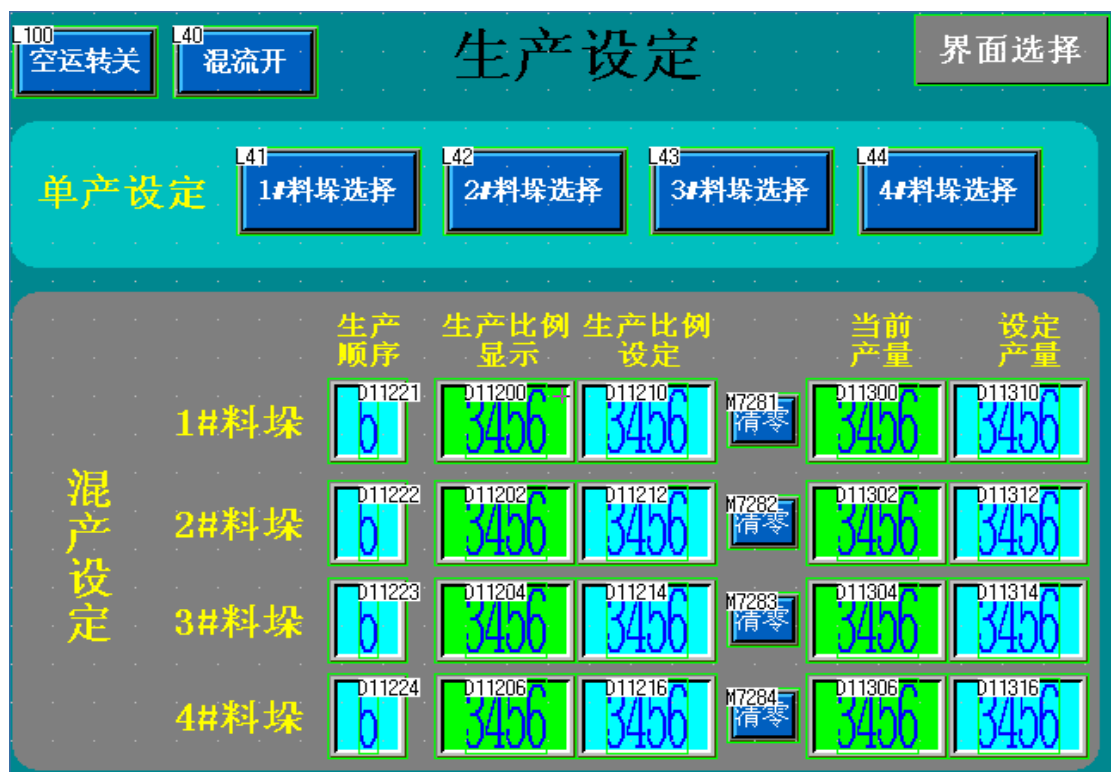 L100
空运转关
L40
混流开
生产设定
界面选择
单产设定
L41
1#料垛选择
L42
2#料垛选择
L43
3#料垛选择
L44
4#料垛选择
混产设定
生产
顺序
生产比例
显示
生产比例
设定
当前
产量
设定
产量
1#料垛
D11221
6
D11200
3456
D11210
3456
M7281
清零
D11300
3456
D11310
3456
2#料垛
D11222
6
D11202
3456
D11212
3456
M7282
清零
D11302
3456
D11312
3456
3#料垛
D11223
6
D11204
3456
D11214
3456
M7283
清零
D11304
3456
D11314
3456
4#料垛
D11224
6
D11206
3456
D11216
3456
M7284
清零
D11306
3456
D11316
3456